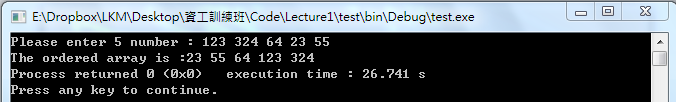 E:\Dropbox\LKM\Desktop\資工訓練班\Code\Lecture1\test\bin\Debug\test.exe
Please enter 5 number : 123 324 64 23 55
The ordered array is :23 55 64 123 324
Process returned 0 (0x0)   execution time : 26.741 s
Press any key to continue.